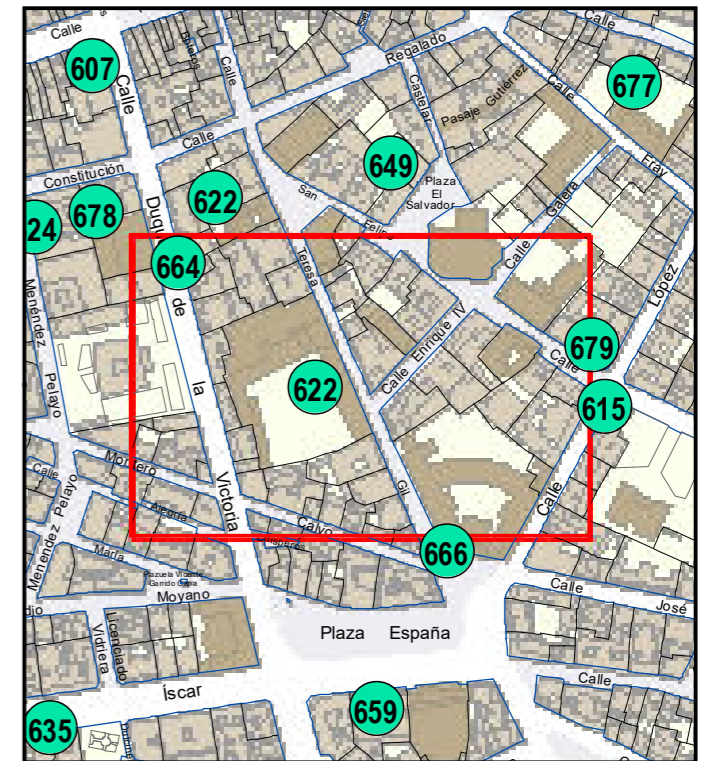 Calle
Calle
607
Calle
Calle
Regalado
677
Castelar
Pasaje Gutiérrez
Calle
Calle
649
Fray
Constitución
San
Plaza
El
Salvador
Felipe
Galera
Calle
678
622
24
Duque
664
de
la
Victoria
Teresa
Gil
López
Menéndez
Pelayo
Calle Enrique IV
679
Calle
622
615
Calle
Montero
Calvo
Calle
Alegría
Menéndez Pelayo
María
Plazuela Vicente
Garrido Capa
Moyano
666
Calle
José
Licenciado
Vidriera
Plaza España
Íscar
Calle
635
659